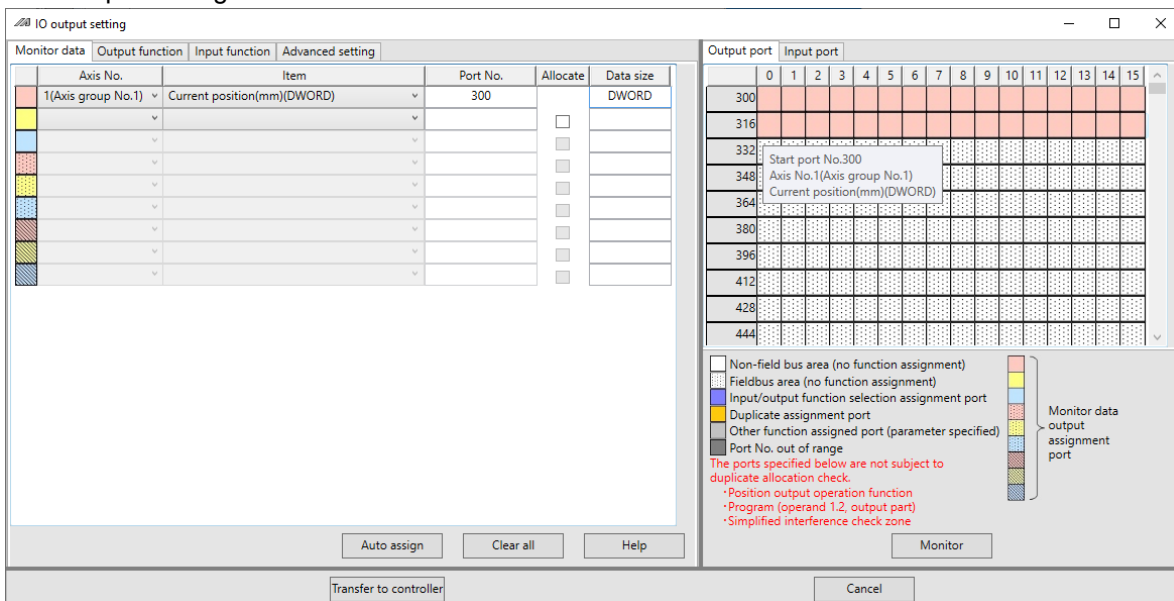 IO output setting
Monitor data Output function Input function Advanced setting
Axis No. Item Port No. Allocate Data size
1(Axis group No.1) Current position(mm)(DWORD) 300 DWORD
Auto assign Clear all Help
Output port Input port
0 1 2 3 4 5 6 7 8 9 10 11 12 13 14 15
300
316
332
348
364
380
396
412
428
444
Start port No.300
Axis No.1(Axis group No.1)
Current position(mm)(DWORD)
Non-field bus area (no function assignment)
Fieldbus area (no function assignment)
Input/output function selection assignment port
Duplicate assignment port
Other function assigned port (parameter specified)
Port No. out of range
Monitor data
output
assignment
port
The ports specified below are not subject to
duplicate allocation check.
・Position output operation function
・Program (operand 1.2, output part)
・Simplified interference check zone
Monitor
Transfer to controller Cancel